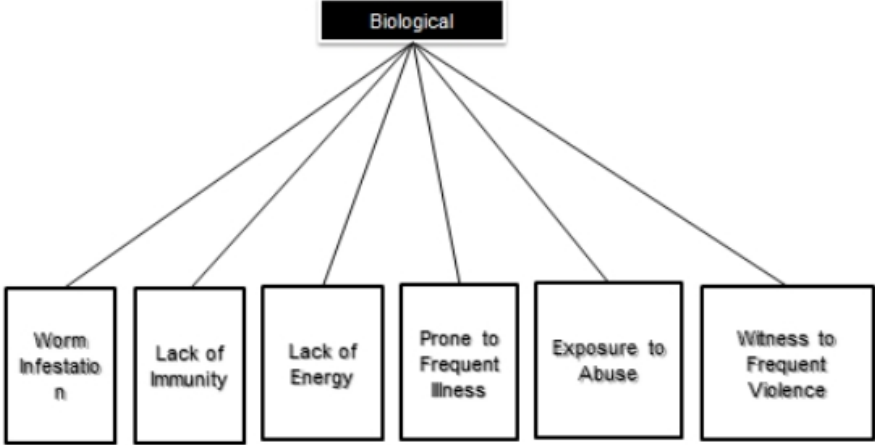 Biological
Worm
Infestatio
n
Lack of
Immunity
Lack of
Energy
Prone to
Frequent
Illness
Exposure to
Abuse
Witness to
Frequent
Violence